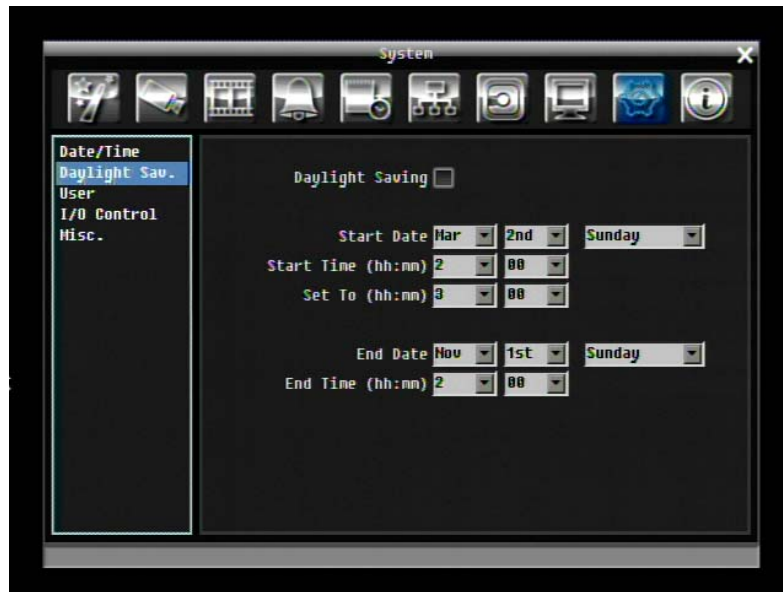 System
Date/Time
Daylight Sav.
User
I/O Control
Misc.
Daylight Saving
Start Date Mar 2nd Sunday
Start Time (hh:mm) 2 00
Set To (hh:mm) 3 00
End Date Nov 1st Sunday
End Time (hh:mm) 2 00